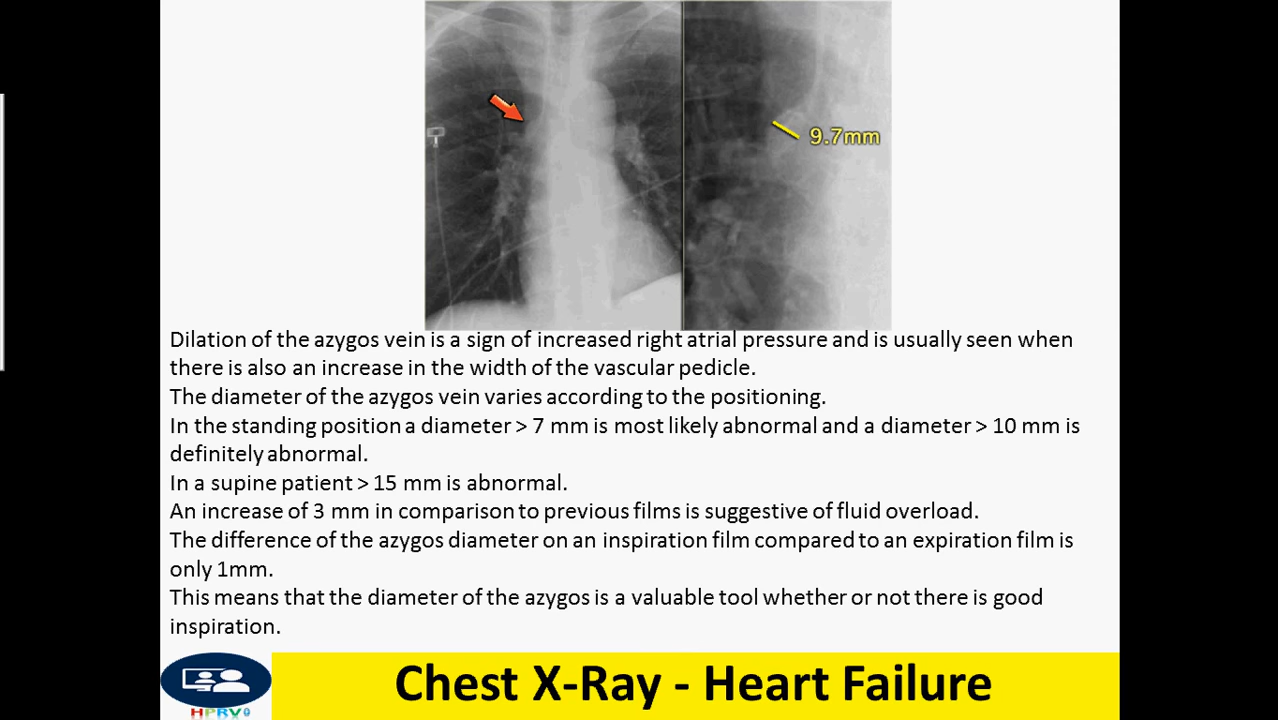 9.7mm
Dilation of the azygos vein is a sign of increased right atrial pressure and is usually seen when
there is also an increase in the width of the vascular pedicle.
The diameter of the azygos vein varies according to the positioning.
In the standing position a diameter > 7 mm is most likely abnormal and a diameter > 10 mm is
definitely abnormal.
In a supine patient > 15 mm is abnormal.
An increase of 3 mm in comparison to previous films is suggestive of fluid overload.
The difference of the azygos diameter on an inspiration film compared to an expiration film is
only 1mm.
This means that the diameter of the azygos is a valuable tool whether or not there is good
inspiration.
Chest X-Ray - Heart Failure
HPRV